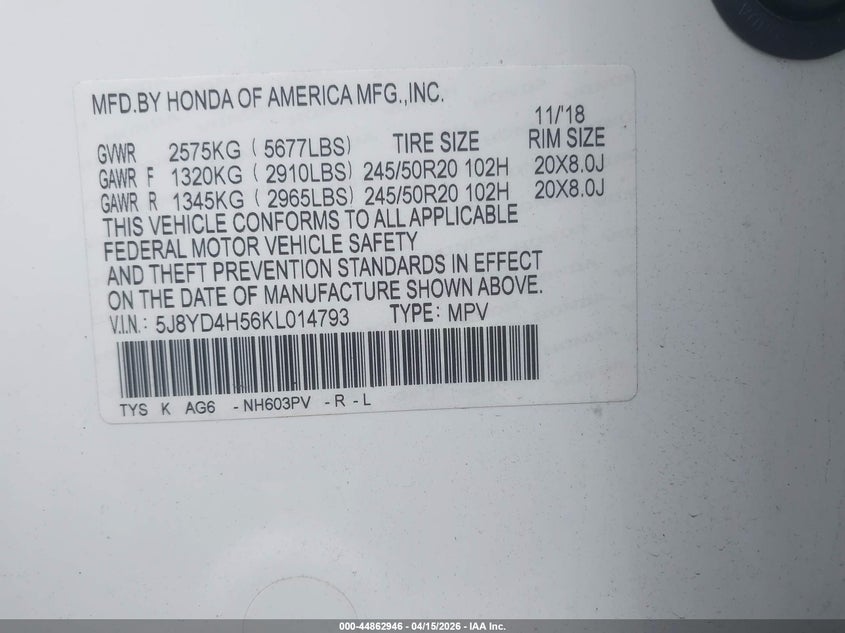 MFD.BY HONDA OF AMERICA MFG.,INC.
11/'18
GVWR 2575KG ( 5677LBS) TIRE SIZE RIM SIZE
GAWR F 1320KG ( 2910LBS) 245/50R20 102H 20X8.0J
GAWR R 1345KG ( 2965LBS) 245/50R20 102H 20X8.0J
THIS VEHICLE CONFORMS TO ALL APPLICABLE
FEDERAL MOTOR VEHICLE SAFETY
AND THEFT PREVENTION STANDARDS IN EFFECT
ON THE DATE OF MANUFACTURE SHOWN ABOVE.
V.I.N.: 5J8YD4H56KL014793 TYPE: MPV
TYS K AG6 -NH603PV -R -L
000-44862946 - 04/15/2026 - IAA Inc.